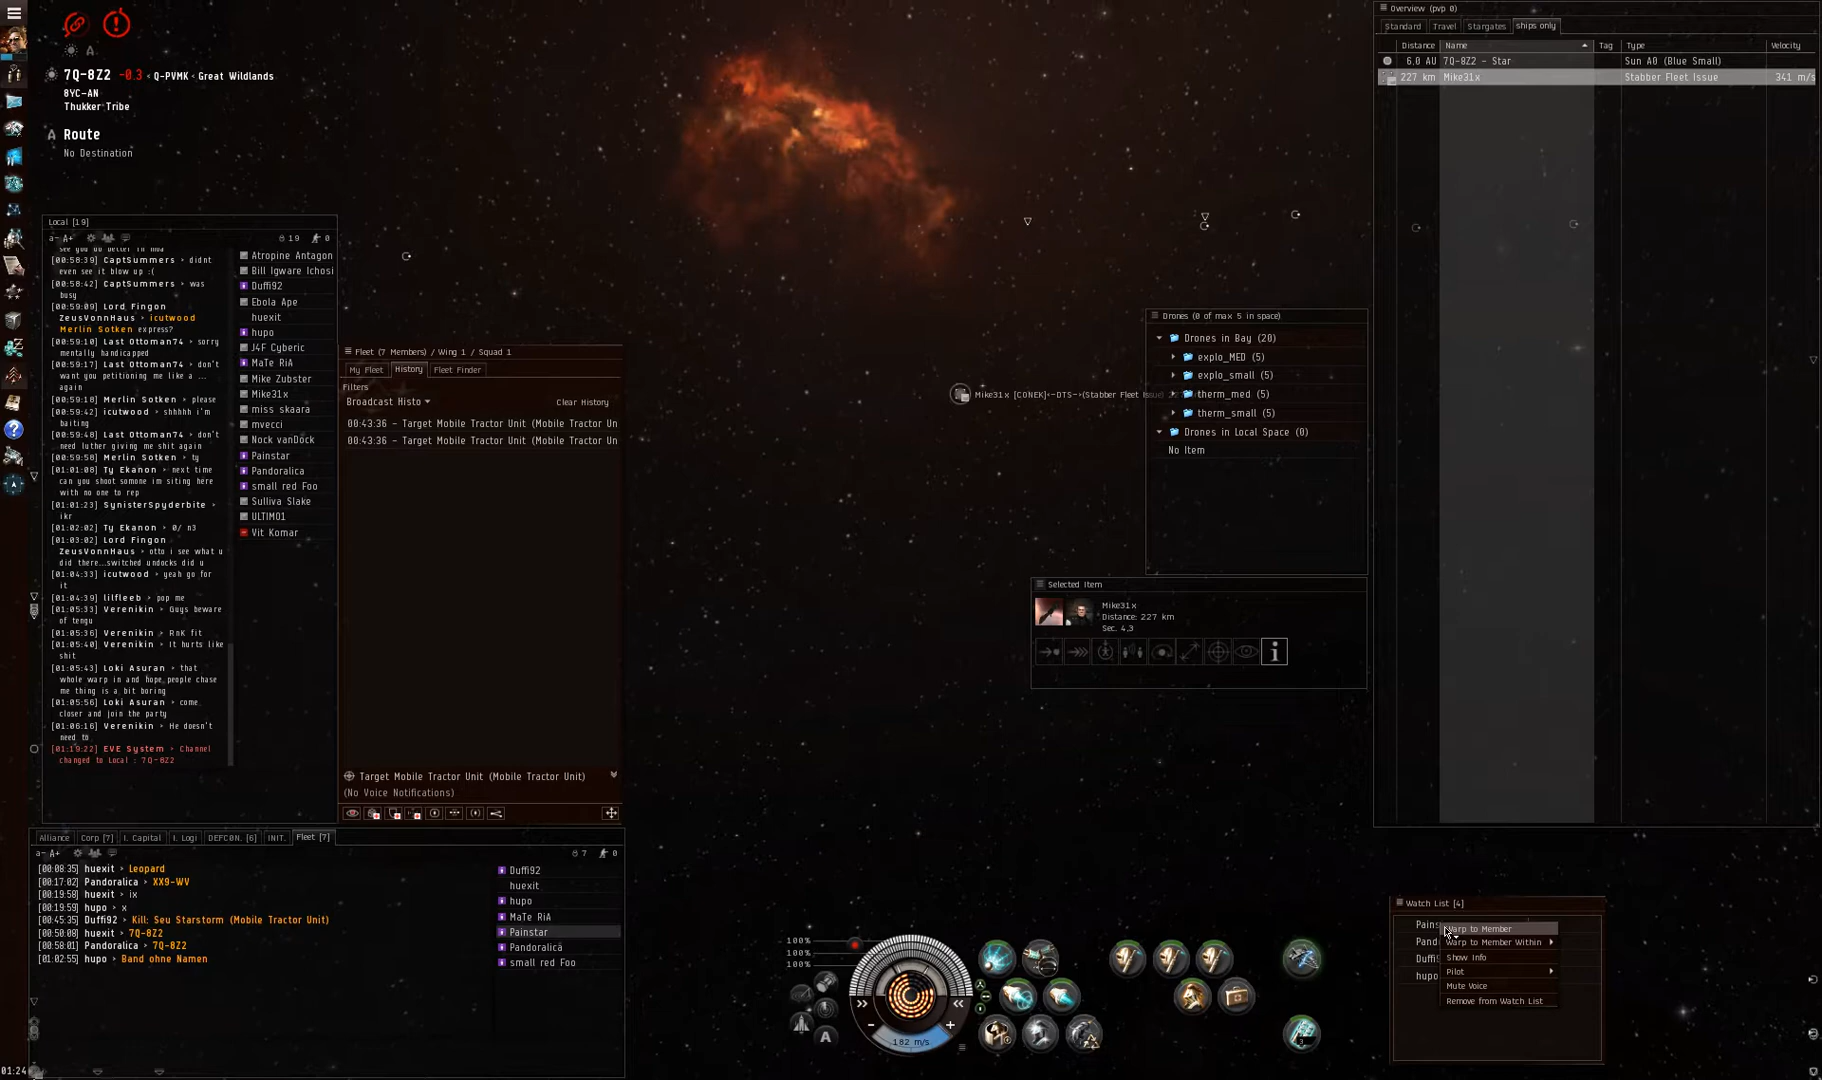 7Q-8Z2 -0.3 < Q-PVMK < Great Wildlands
8YC-AN
Thukker Tribe
A Route
No Destination
Local [19]
a- A+
19 0
see you do better in noa
[00:58:39] CaptSummers > didnt
even see it blow up :(
[00:58:42] CaptSummers > was
busy
[00:59:09] Lord Fingon
ZeusVonnHaus > icutwood
Merlin Sotken express?
[00:59:10] Last Ottoman74 > sorry
mentally handicapped
[00:59:17] Last Ottoman74 > don't
want you petitioning me like a ...
again
[00:59:18] Merlin Sotken > please
[00:59:42] icutwood > shhhhh i'm
baiting
[00:59:48] Last Ottoman74 > don't
need luther giving me shit again
[00:59:58] Merlin Sotken > ty
[01:01:08] Ty Ekanon > next time
can you shoot somone im siting here
with no one to rep
[01:01:23] SynisterSpyderbite >
ikr
[01:02:02] Ty Ekanon > 0/ n3
[01:03:02] Lord Fingon
ZeusVonnHaus > otto i see what u
did there...switched undocks did u
[01:04:33] icutwood > yeah go for
it
[01:04:39] lilfleeb > pop me
[01:05:33] Verenikin > Guys beware
of tengu
[01:05:36] Verenikin > RnK fit
[01:05:40] Verenikin > It hurts like
shit
[01:05:43] Loki Asuran > that
whole warp in and hope people chase
me thing is a bit boring
[01:05:56] Loki Asuran > come
closer and join the party
[01:06:16] Verenikin > He doesn't
need to
[01:19:22] EVE System > Channel
changed to Local : 7Q-8Z2
Atropine Antagon
Bill Igware Ichosi
Duffi92
Ebola Ape
huexit
hupo
J4F Cyberic
MaTe RiA
Mike Zubster
Mike31x
miss skaara
mvecci
Nock vanDock
Painstar
Pandoralica
small red Foo
Sulliva Slake
ULTIMO1
Vit Komar
Fleet (7 Members) / Wing 1 / Squad 1
My Fleet History Fleet Finder
Filters
Broadcast Histo Clear History
00:43:36 - Target Mobile Tractor Unit (Mobile Tractor Un
00:43:36 - Target Mobile Tractor Unit (Mobile Tractor Un
Target Mobile Tractor Unit (Mobile Tractor Unit)
(No Voice Notifications)
Alliance Corp [7] I. Capital I. Logi DEFCON. [6] INIT. Fleet [7]
a- A+
7 0
[00:08:35] huexit > Leopard
[00:17:02] Pandoralica > XX9-WV
[00:19:58] huexit > ix
[00:19:59] hupo > x
[00:45:35] Duffi92 > Kill: Seu Starstorm (Mobile Tractor Unit)
[00:50:08] huexit > 7Q-8Z2
[00:58:01] Pandoralica > 7Q-8Z2
[01:02:55] hupo > Band ohne Namen
Duffi92
huexit
hupo
MaTe RiA
Painstar
Pandoralica
small red Foo
01:24
Mike31x [CONEK]<-DTS->(Stabber Fleet Iss
Drones (0 of max 5 in space)
Drones in Bay (20)
explo_MED (5)
explo_small (5)
therm_med (5)
therm_small (5)
Drones in Local Space (0)
No Item
Selected Item
Mike31x
Distance: 227 km
Sec. 4,3
100%
100%
100%
A
182 m/s
3
Overview (pvp 0)
Standard Travel Stargates ships only
Distance Name Tag Type Velocity
6.0 AU 7Q-8Z2 - Star Sun A0 (Blue Small)
227 km Mike31x Stabber Fleet Issue 341 m/s
Watch List [4]
Pains
Pand
Duffi
hupo
Warp to Member
Warp to Member Within
Show Info
Pilot
Mute Voice
Remove from Watch List